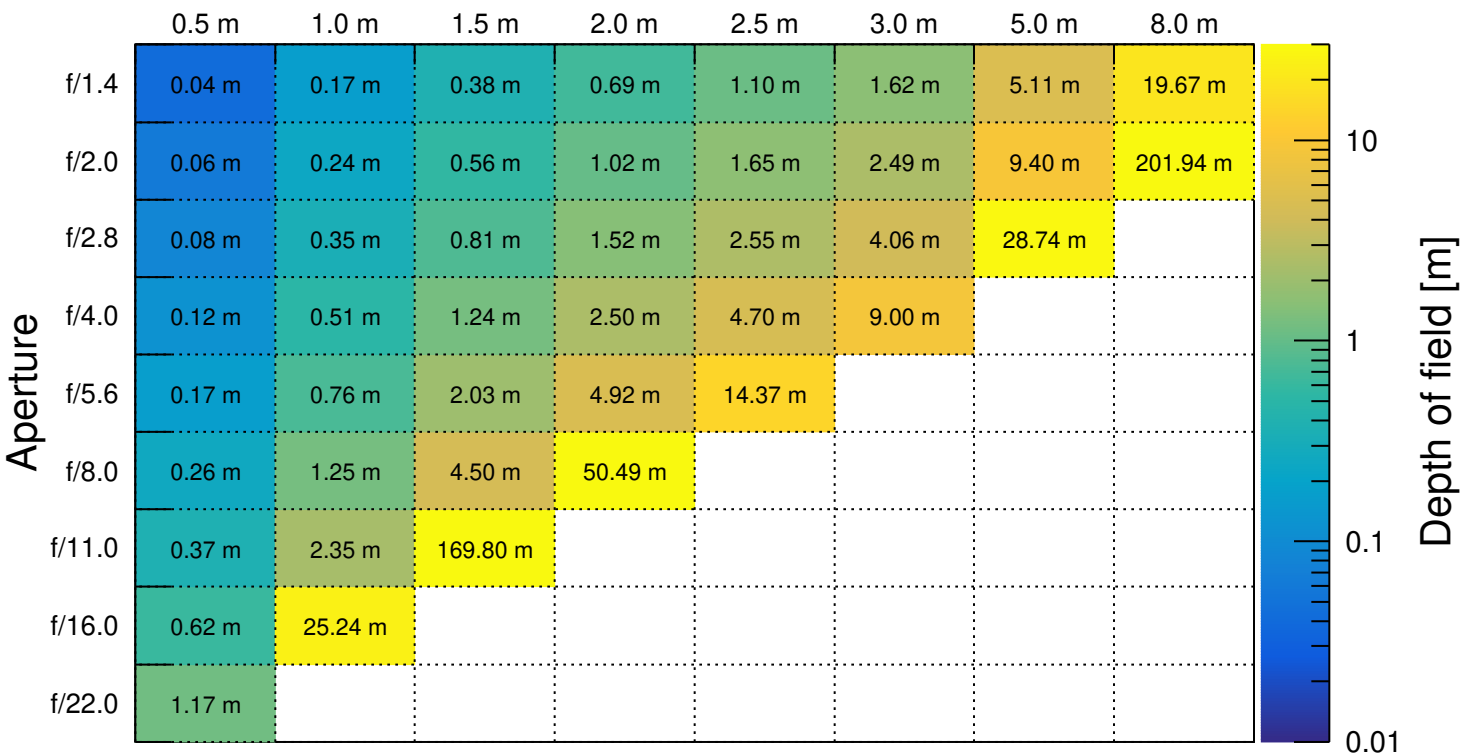 0.5 m 1.0 m 1.5 m 2.0 m 2.5 m 3.0 m 5.0 m 8.0 m
f/1.4 0.04 m 0.17 m 0.38 m 0.69 m 1.10 m 1.62 m 5.11 m 19.67 m
f/2.0 0.06 m 0.24 m 0.56 m 1.02 m 1.65 m 2.49 m 9.40 m 201.94 m
f/2.8 0.08 m 0.35 m 0.81 m 1.52 m 2.55 m 4.06 m 28.74 m
f/4.0 0.12 m 0.51 m 1.24 m 2.50 m 4.70 m 9.00 m
f/5.6 0.17 m 0.76 m 2.03 m 4.92 m 14.37 m
f/8.0 0.26 m 1.25 m 4.50 m 50.49 m
f/11.0 0.37 m 2.35 m 169.80 m
f/16.0 0.62 m 25.24 m
f/22.0 1.17 m
Aperture
10
1
0.1
0.01
Depth of field [m]